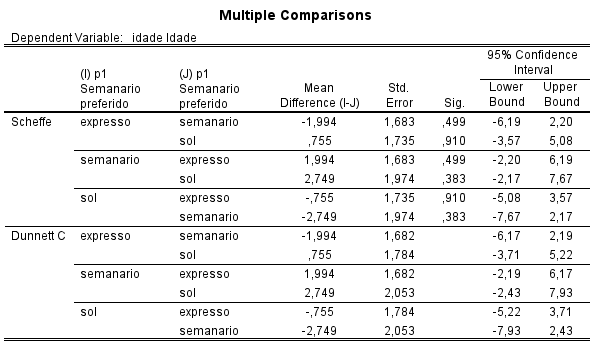 Multiple Comparisons
Dependent Variable: idade Idade
95% Confidence
Interval
(I) p1 (J) p1
Semanario Semanario Mean Std. Lower Upper
preferido preferido Difference (I-J) Error Sig. Bound Bound
Scheffe expresso semanario -1,994 1,683 ,499 -6,19 2,20
sol ,755 1,735 ,910 -3,57 5,08
semanario expresso 1,994 1,683 ,499 -2,20 6,19
sol 2,749 1,974 ,383 -2,17 7,67
sol expresso -,755 1,735 ,910 -5,08 3,57
semanario -2,749 1,974 ,383 -7,67 2,17
Dunnett C expresso semanario -1,994 1,682 -6,17 2,19
sol ,755 1,784 -3,71 5,22
semanario expresso 1,994 1,682 -2,19 6,17
sol 2,749 2,053 -2,43 7,93
sol expresso -,755 1,784 -5,22 3,71
semanario -2,749 2,053 -7,93 2,43